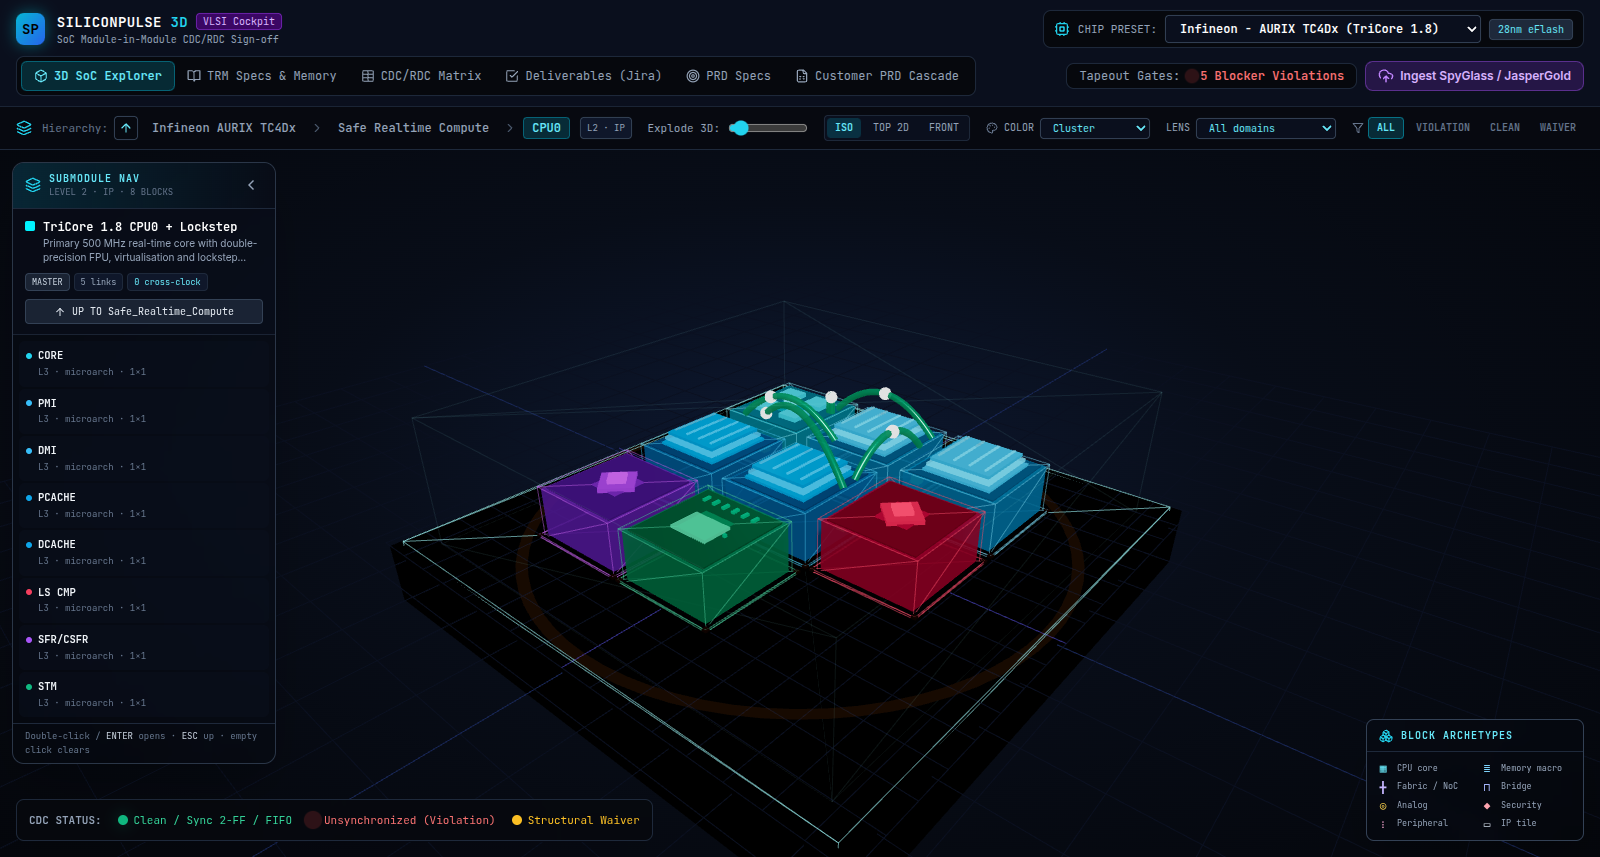 SP
SILICONPULSE 3D VLSI Cockpit
SoC Module-in-Module CDC/RDC Sign-off
CHIP PRESET: Infineon - AURIX TC4Dx (TriCore 1.8) 28nm eFlash
3D SoC Explorer TRM Specs & Memory CDC/RDC Matrix Deliverables (Jira) PRD Specs Customer PRD Cascade
Tapeout Gates: 5 Blocker Violations Ingest SpyGlass / JasperGold
Hierarchy: Infineon AURIX TC4Dx Safe Realtime Compute CPU0 L2 · IP Explode 3D: ISO TOP 2D FRONT COLOR Cluster LENS All domains ALL VIOLATION CLEAN WAIVER
SUBMODULE NAV
LEVEL 2 · IP · 8 BLOCKS
TriCore 1.8 CPU0 + Lockstep
Primary 500 MHz real-time core with double-
precision FPU, virtualisation and lockstep...
MASTER 5 links 0 cross-clock
UP TO Safe_Realtime_Compute
CORE
L3 · microarch · 1×1
PMI
L3 · microarch · 1×1
DMI
L3 · microarch · 1×1
PCACHE
L3 · microarch · 1×1
DCACHE
L3 · microarch · 1×1
LS CMP
L3 · microarch · 1×1
SFR/CSFR
L3 · microarch · 1×1
STM
L3 · microarch · 1×1
Double-click / ENTER opens · ESC up · empty
click clears
CDC STATUS: Clean / Sync 2-FF / FIFO Unsynchronized (Violation) Structural Waiver
BLOCK ARCHETYPES
CPU core Memory macro
Fabric / NoC Bridge
Analog Security
Peripheral IP tile